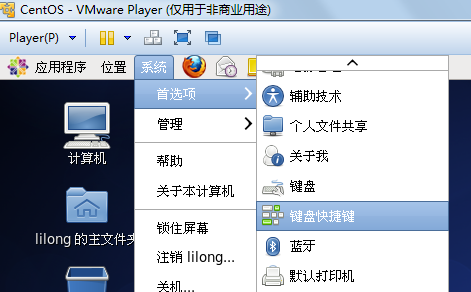 CentOS - VMware Player (仅用于非商业用途)
Player(P)
应用程序 位置 系统
首选项
管理
帮助
关于本计算机
锁住屏幕
注销 lilong...
关机...
辅助技术
个人文件共享
关于我
键盘
键盘快捷键
蓝牙
默认打印机
计算机
lilong 的主文件夹